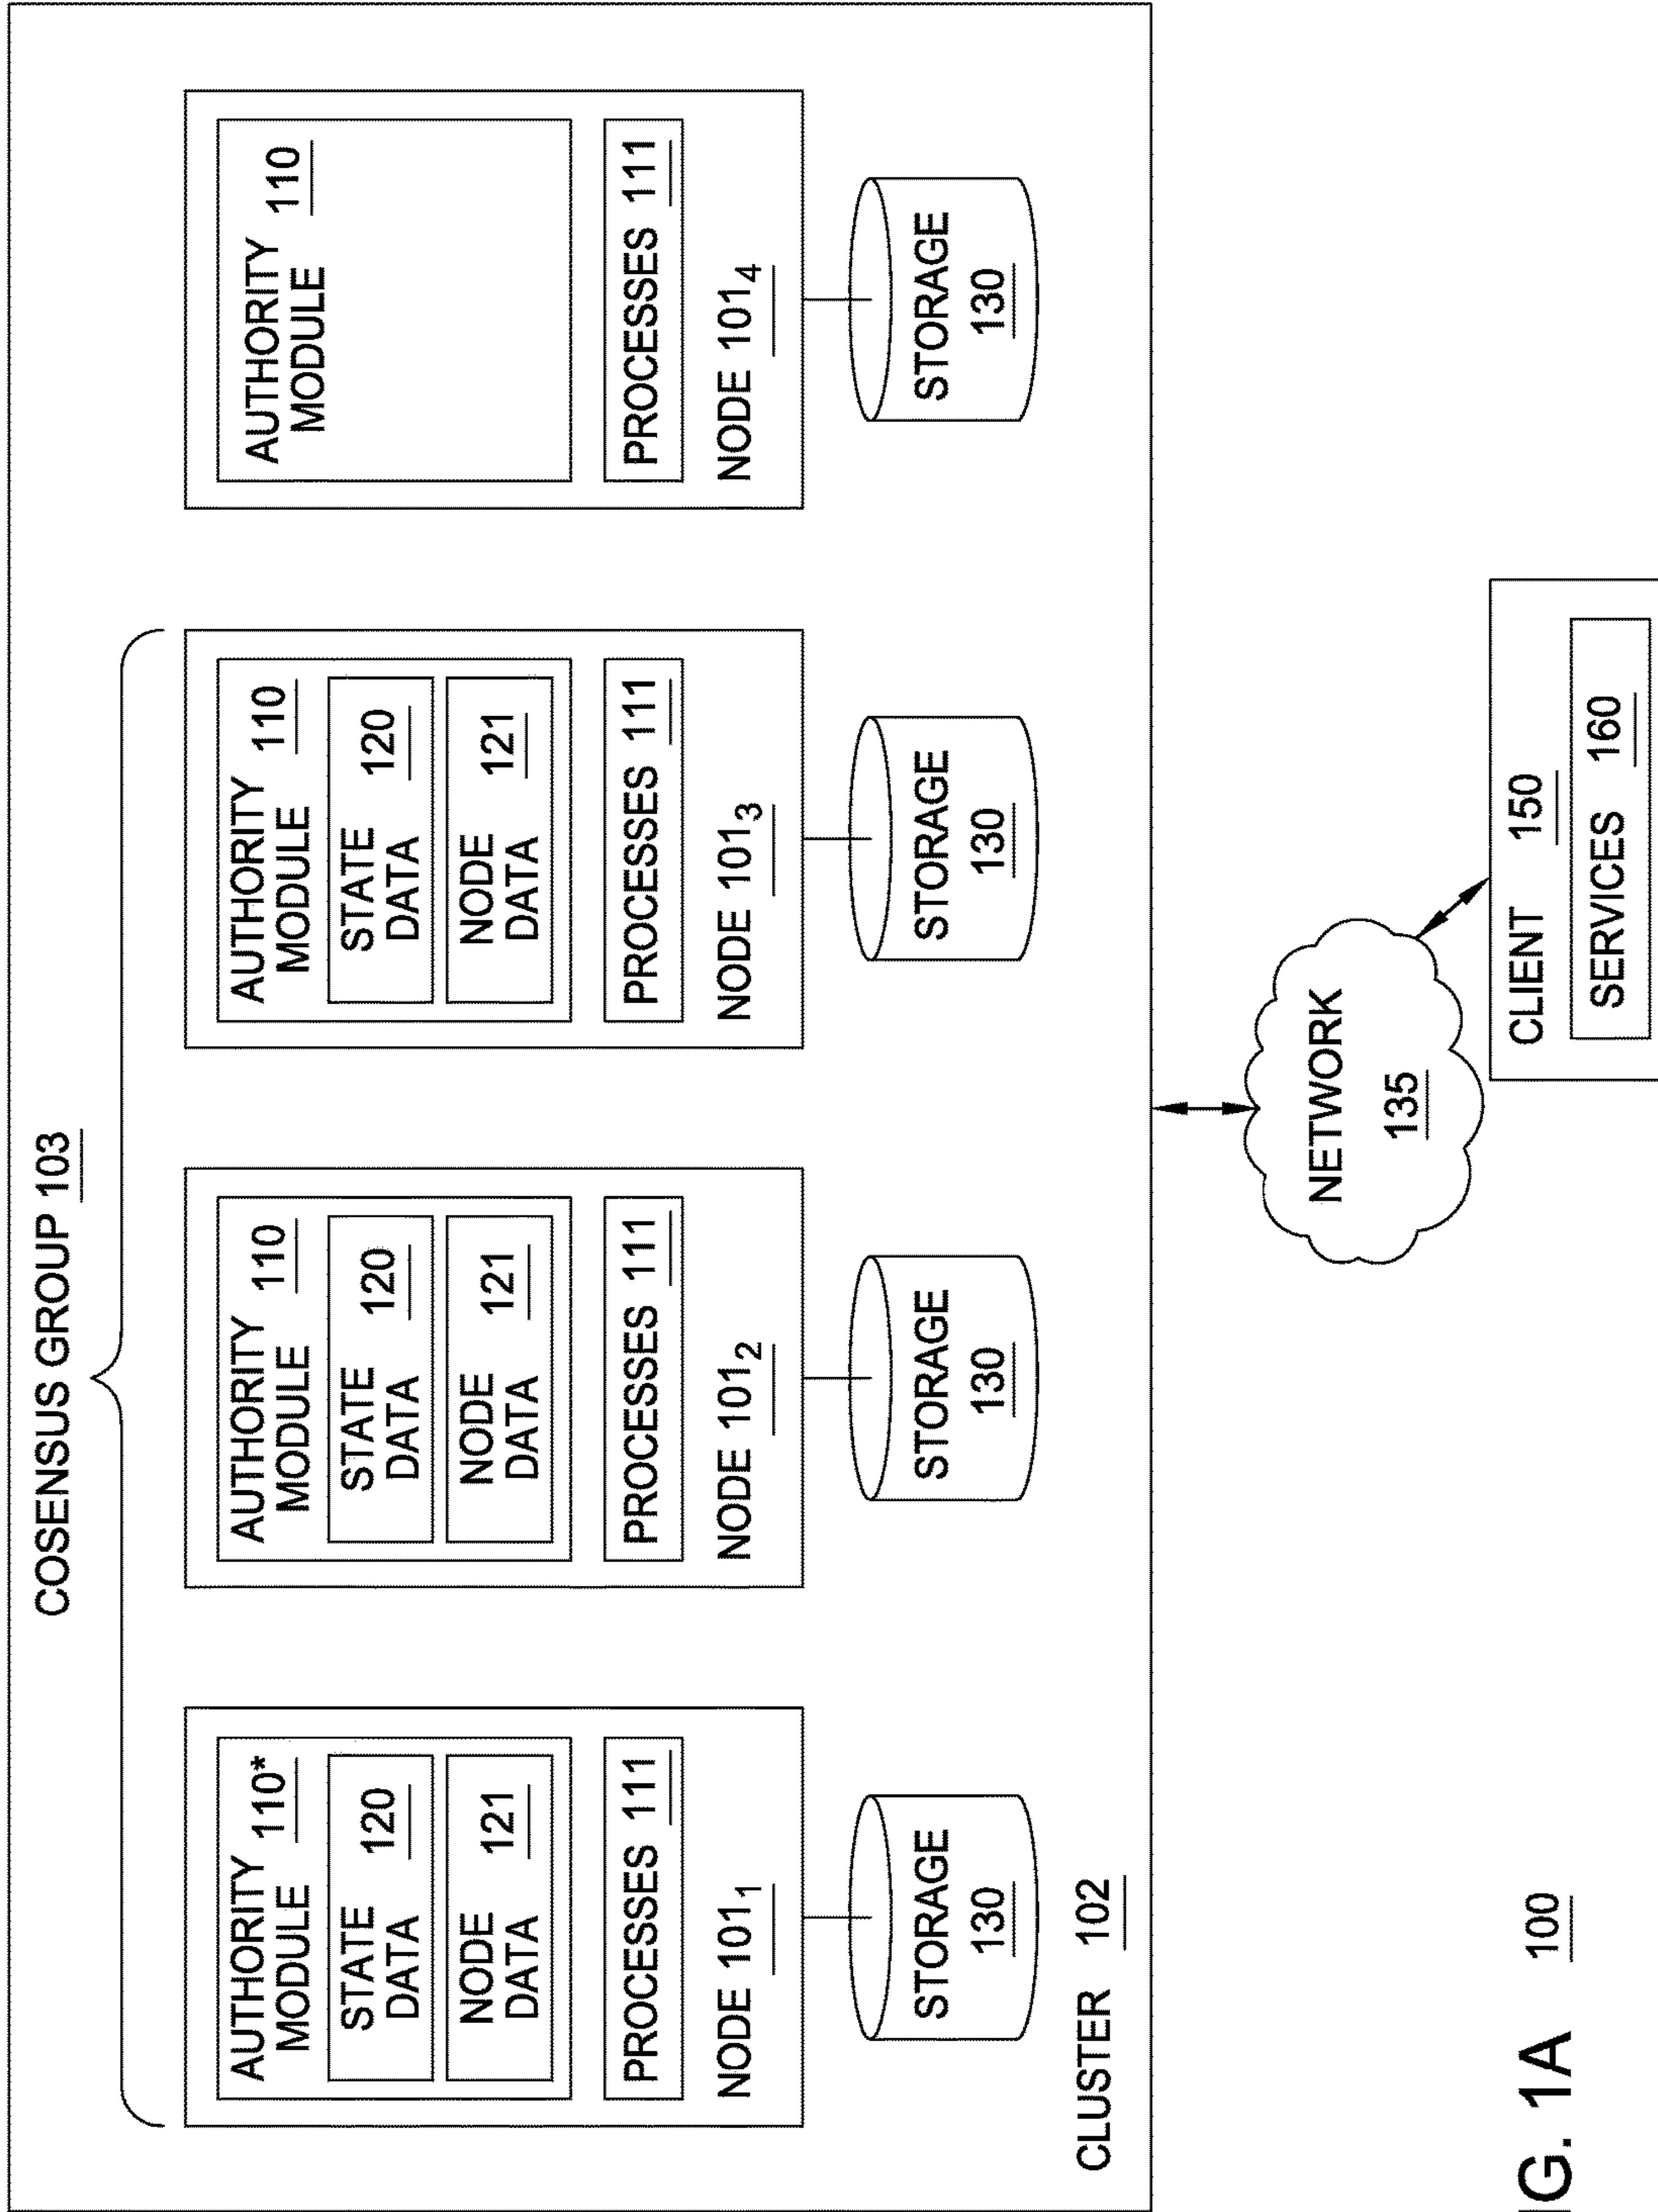 COSENSUS GROUP 103
AUTHORITY
MODULE 110*
STATE
DATA 120
NODE
DATA 121
PROCESSES 111
NODE 101₁
STORAGE
130
AUTHORITY
MODULE 110
STATE
DATA 120
NODE
DATA 121
PROCESSES 111
NODE 101₂
STORAGE
130
AUTHORITY
MODULE 110
STATE
DATA 120
NODE
DATA 121
PROCESSES 111
NODE 101₃
STORAGE
130
AUTHORITY
MODULE 110
PROCESSES 111
NODE 101₄
STORAGE
130
CLUSTER 102
NETWORK
135
CLIENT 150
SERVICES 160
G. 1A 100